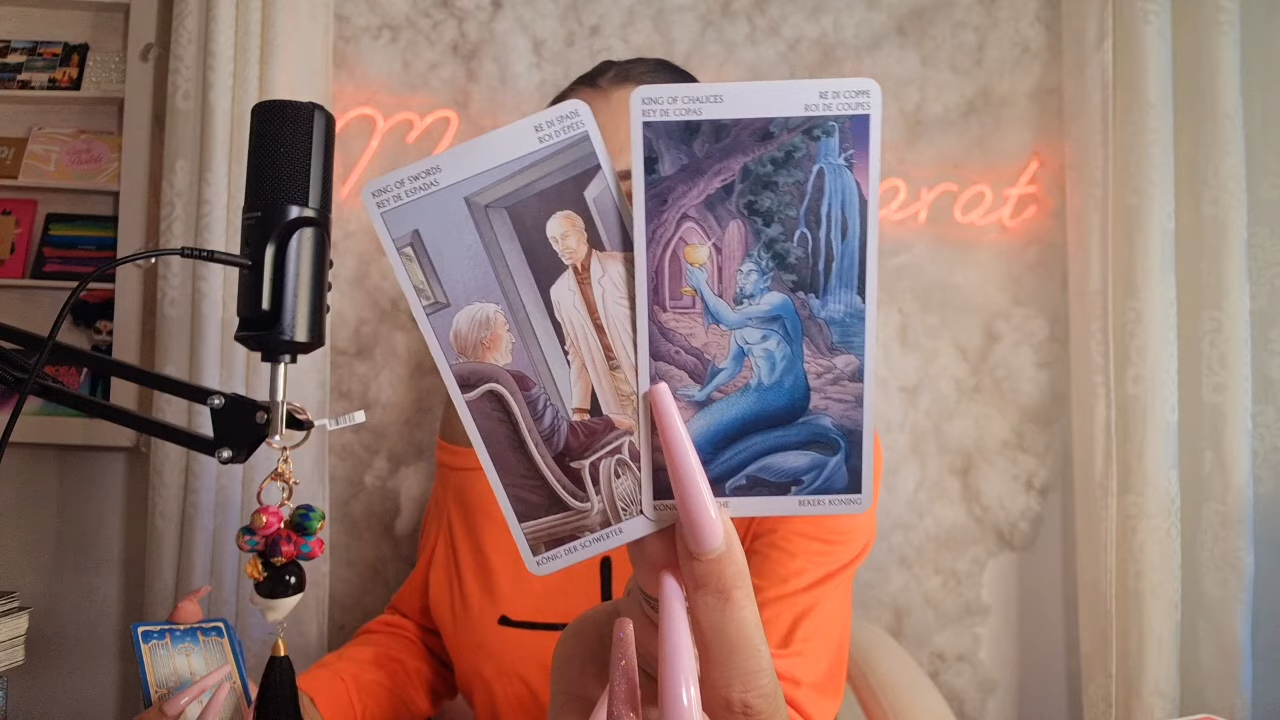 KING OF SWORDS
REY DE ESPADAS
RE DI SPADE
ROI D'EPÉES
KÖNIG DER SCHWERTER
KING OF CHALICES
REY DE COPAS
RE DI COPPE
ROI DE COUPES
BEKERS KONING